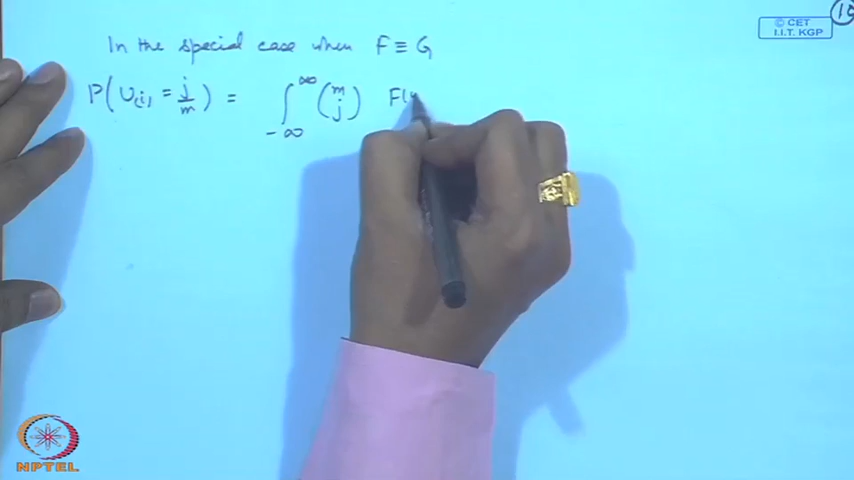 In the special case when F ≡ G
P(U(i) = j/m) = ∫_{-∞}^{∞} (m j) F(
© CET
I.I.T. KGP
NPTEL